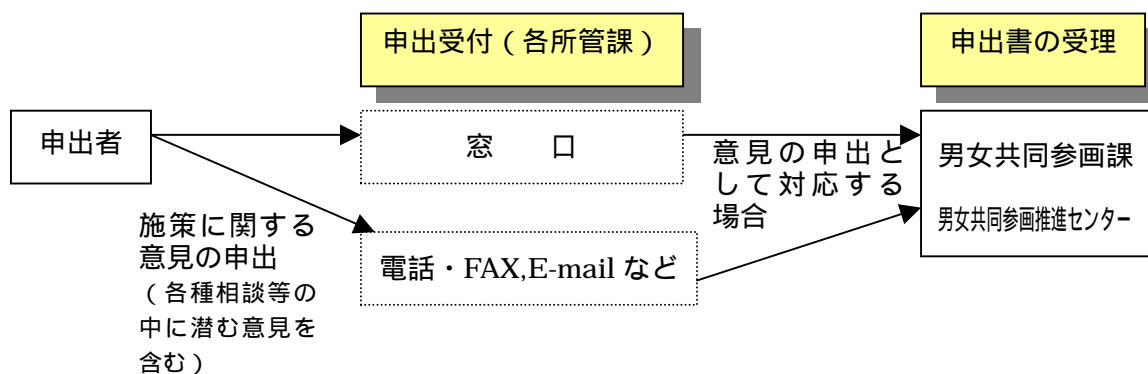 申出受付（各所管課）
申出書の受理
申出者
窓　　口
意見の申出と
して対応する
場合
男女共同参画課
男女共同参画推進センター
施策に関する
意見の申出
（各種相談等の
中に潜む意見を
含む）
電話・FAX,E-mail など